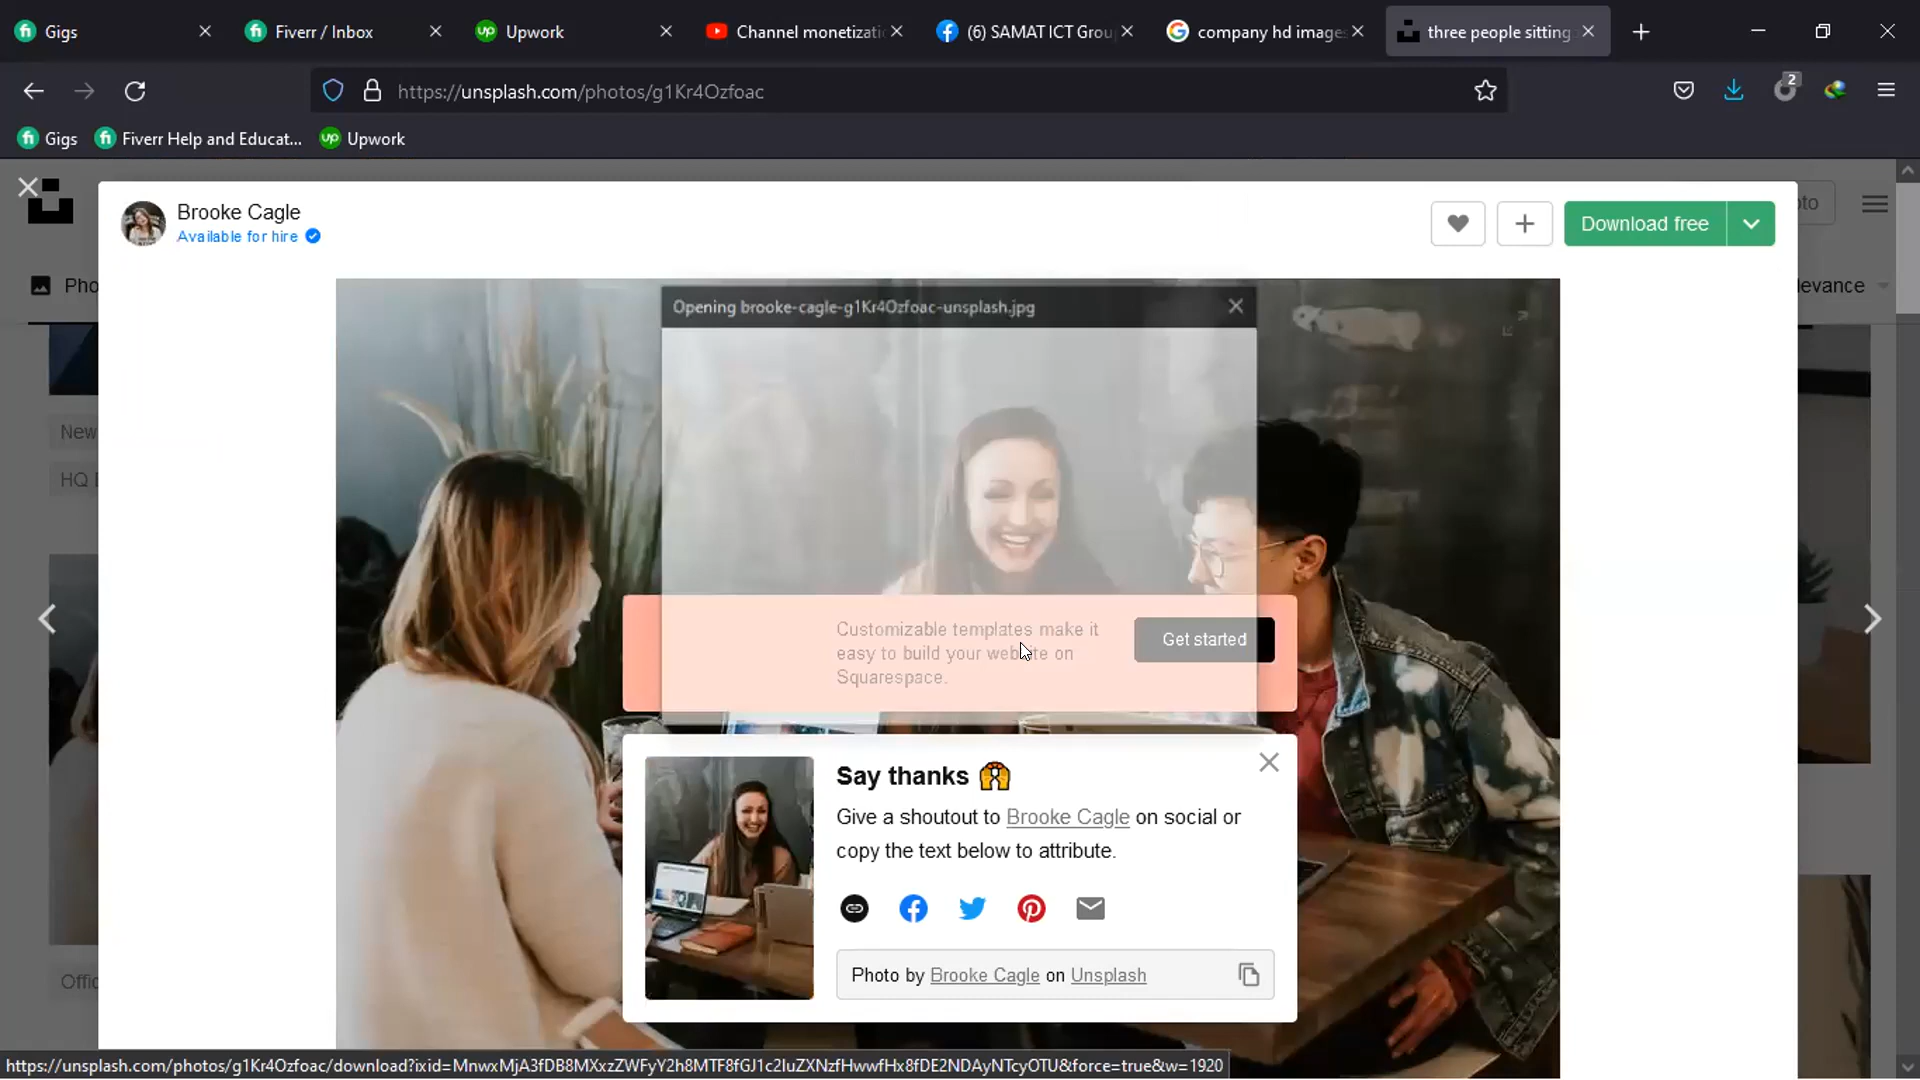 Gigs
Fiverr / Inbox
Upwork
Channel monetizati
(6) SAMAT ICT Grou
company hd images
three people sitting
https://unsplash.com/photos/g1Kr4Ozfoac
2
Gigs
Fiverr Help and Educat...
Upwork
Brooke Cagle
Available for hire
Download free
oto
Pho
levance
Opening brooke-cagle-g1Kr4Ozfoac-unsplash.jpg
New
HQ
Customizable templates make it
easy to build your website on
Squarespace.
Get started
Say thanks 🙌
Give a shoutout to Brooke Cagle on social or
copy the text below to attribute.
Photo by Brooke Cagle on Unsplash
Offic
https://unsplash.com/photos/g1Kr4Ozfoac/download?ixid=MnwxMjA3fDB8MXxzZWFyY2h8MTF8fGJ1c2luZXNzfHwwfHx8fDE2NDAyNTcyOTU&force=true&w=1920